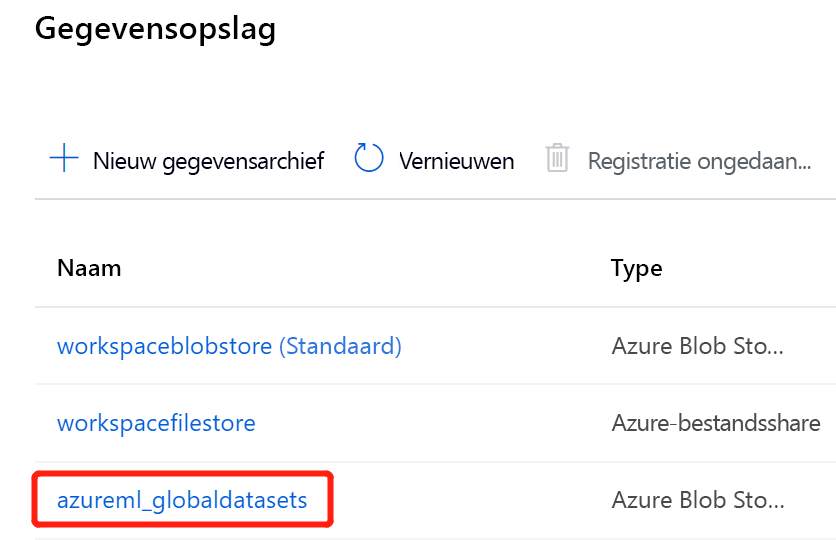 Gegevensopslag
Nieuw gegevensarchief Vernieuwen Registratie ongedaan...
Naam Type
workspaceblobstore (Standaard) Azure Blob Sto...
workspacefilestore Azure-bestandsshare
azureml_globaldatasets Azure Blob Sto...